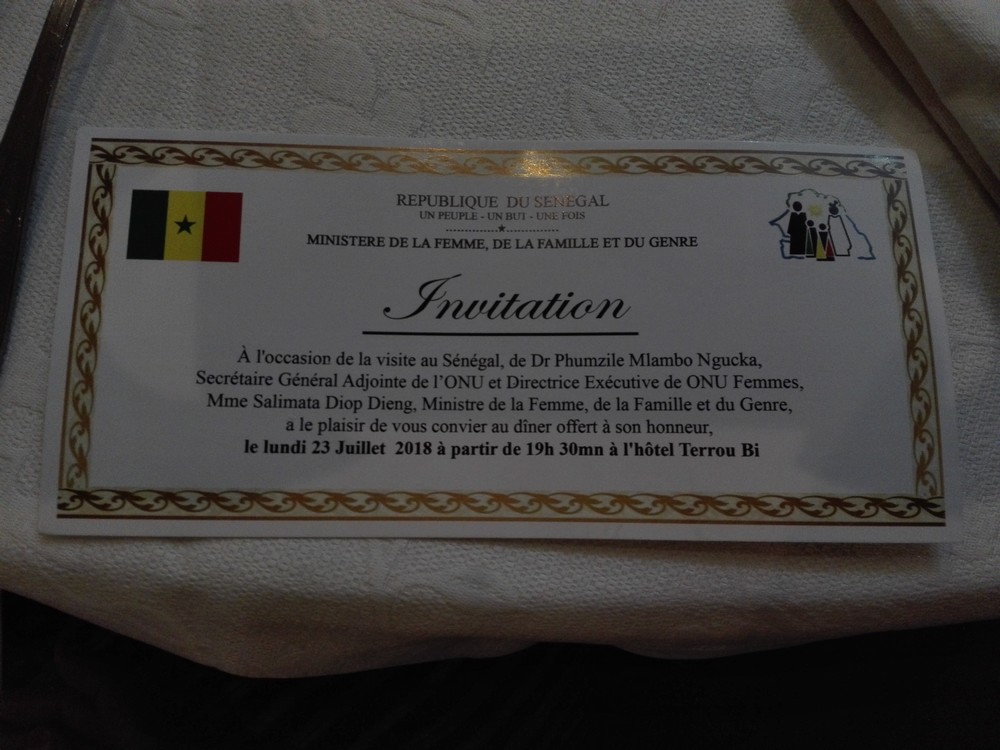 REPUBLIQUE DU SENEGAL
UN PEUPLE - UN BUT - UNE FOIS
MINISTERE DE LA FEMME, DE LA FAMILLE ET DU GENRE
Invitation
À l'occasion de la visite au Sénégal, de Dr Phumzile Mlambo Ngucka,
Secrétaire Général Adjointe de l'ONU et Directrice Exécutive de ONU Femmes,
Mme Salimata Diop Dieng, Ministre de la Femme, de la Famille et du Genre,
a le plaisir de vous convier au dîner offert à son honneur,
le lundi 23 Juillet 2018 à partir de 19h 30mn à l'hôtel Terrou Bi